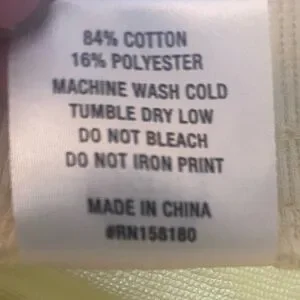 84% COTTON
16% POLYESTER
MACHINE WASH COLD
TUMBLE DRY LOW
DO NOT BLEACH
DO NOT IRON PRINT
MADE IN CHINA
#RN158180